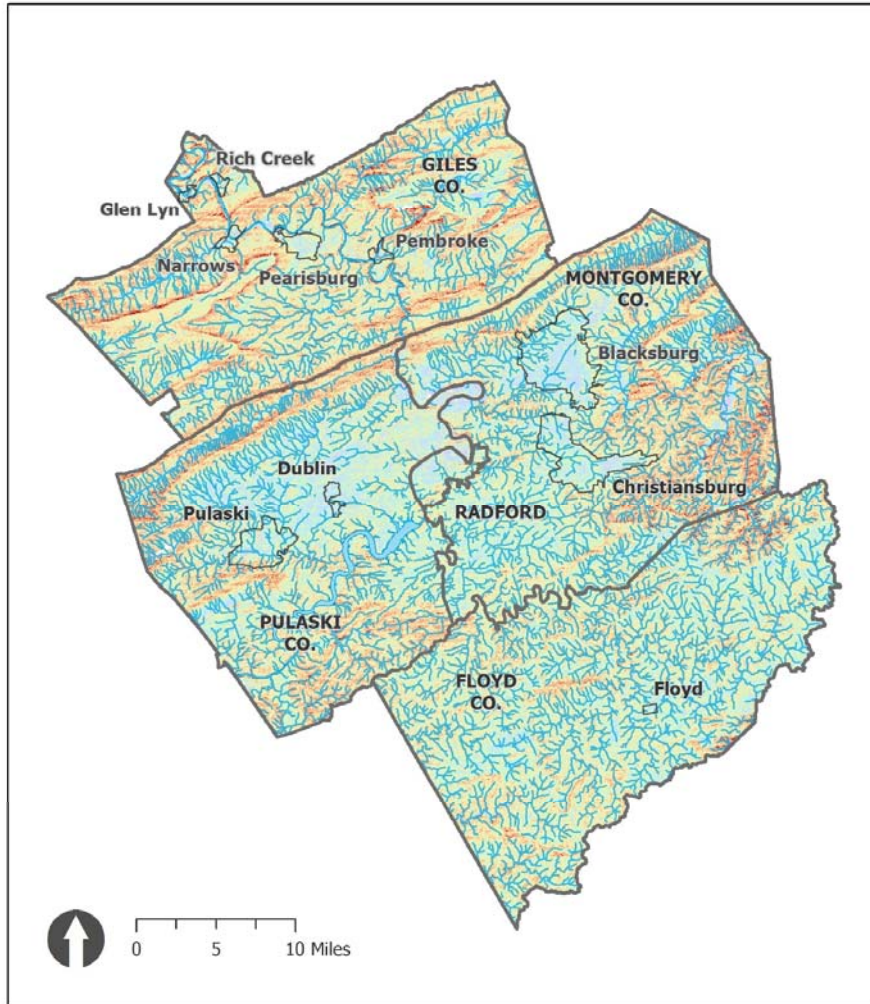 Rich Creek
GILES
CO.
Glen Lyn
Narrows
Pembroke
Pearisburg
MONTGOMERY
CO.
Blacksburg
Dublin
Pulaski
Christiansburg
RADFORD
PULASKI
CO.
FLOYD
CO.
Floyd
0 5 10 Miles